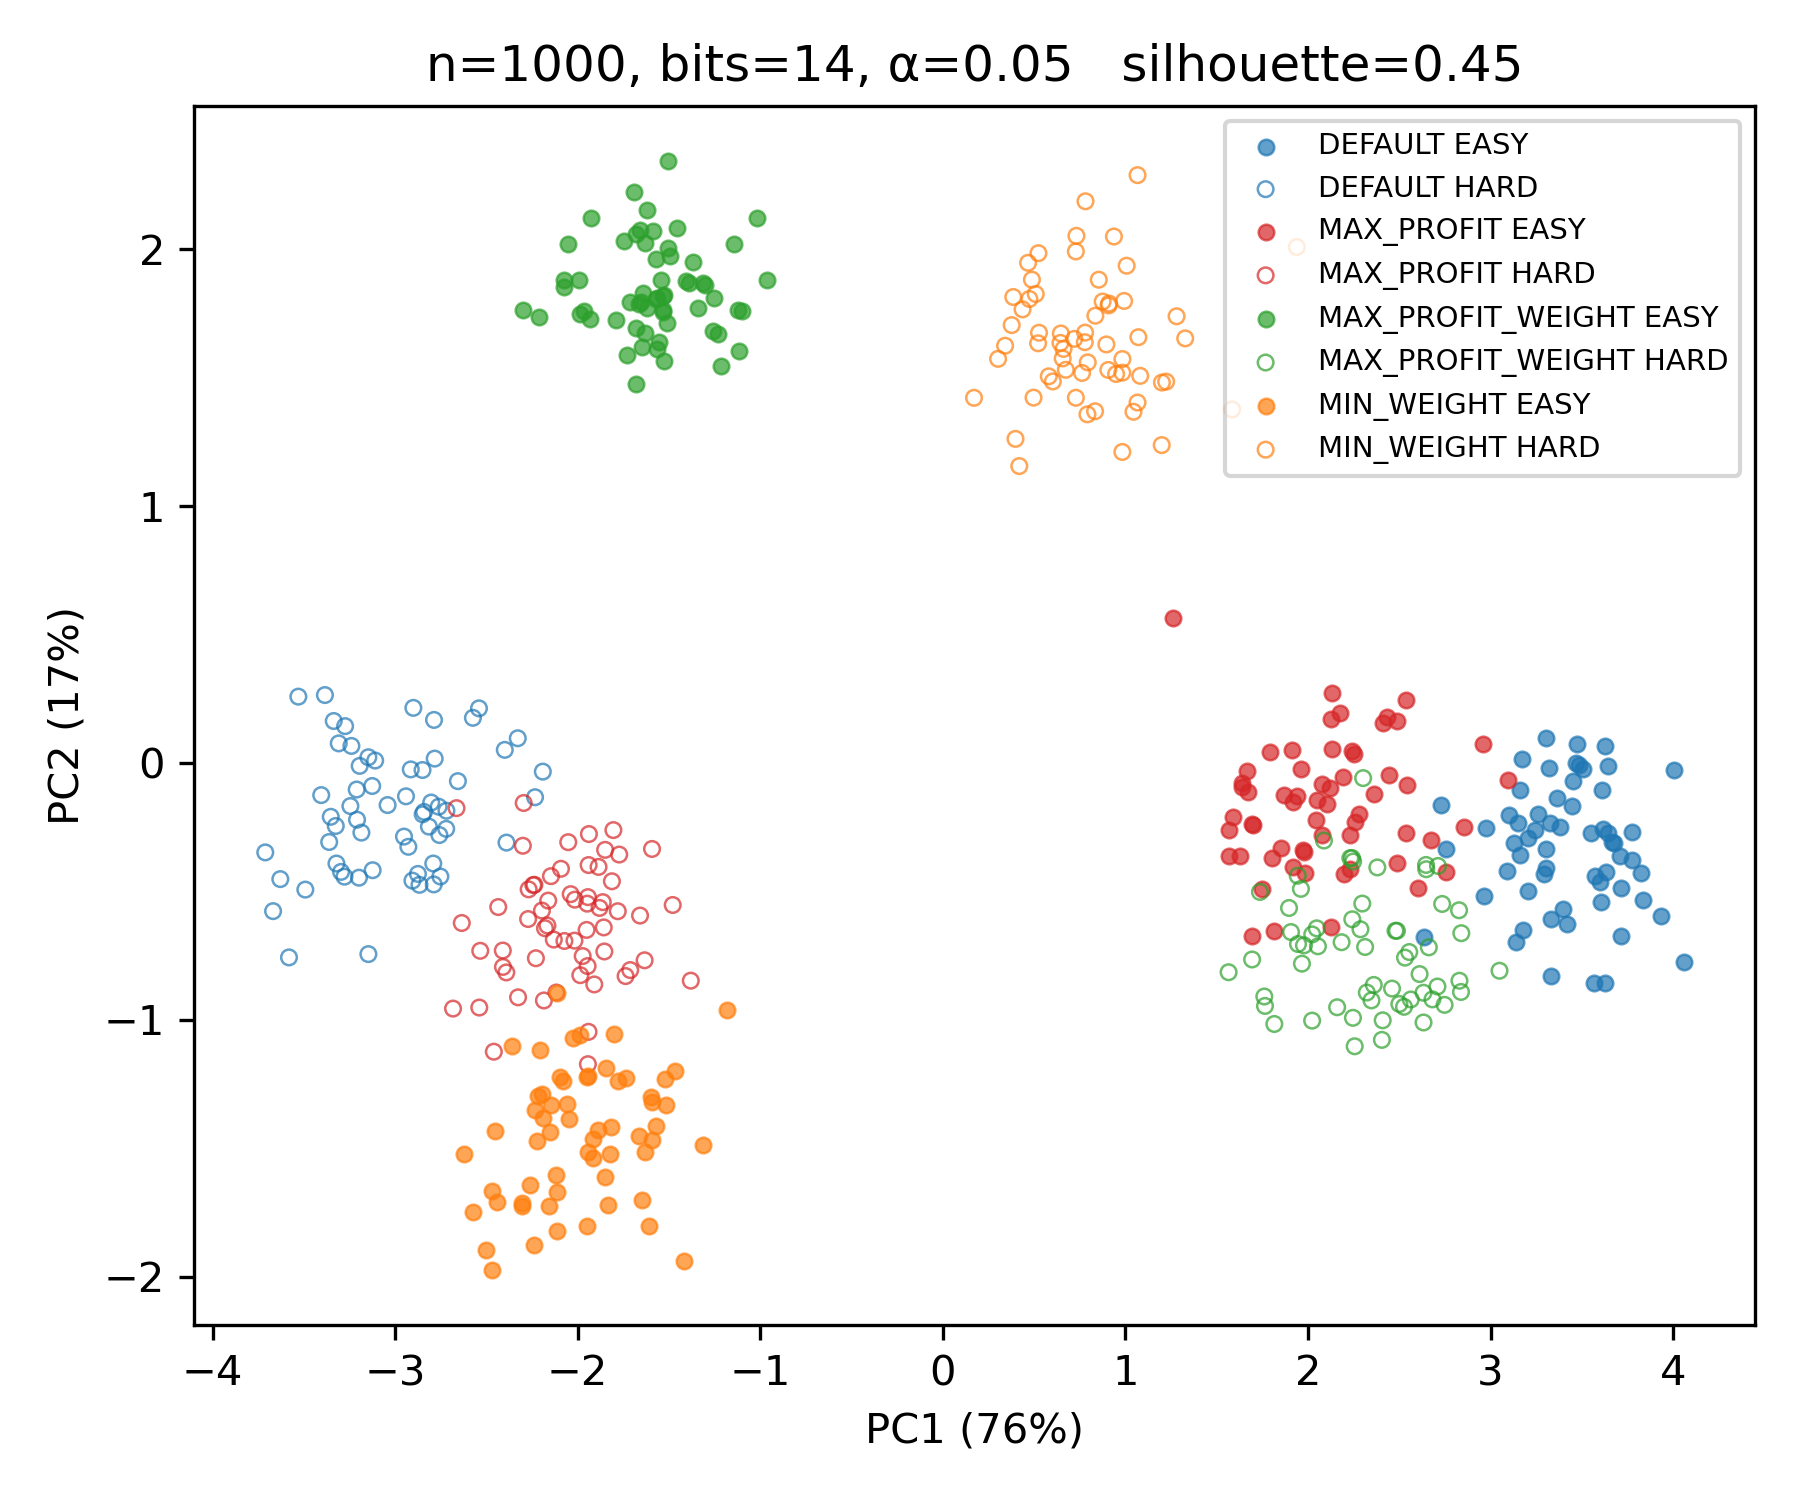 n=1000, bits=14, α=0.05   silhouette=0.45
DEFAULT EASY
DEFAULT HARD
MAX_PROFIT EASY
MAX_PROFIT HARD
MAX_PROFIT_WEIGHT EASY
MAX_PROFIT_WEIGHT HARD
MIN_WEIGHT EASY
MIN_WEIGHT HARD
PC2 (17%)
2
1
0
−1
−2
−4 −3 −2 −1 0 1 2 3 4
PC1 (76%)